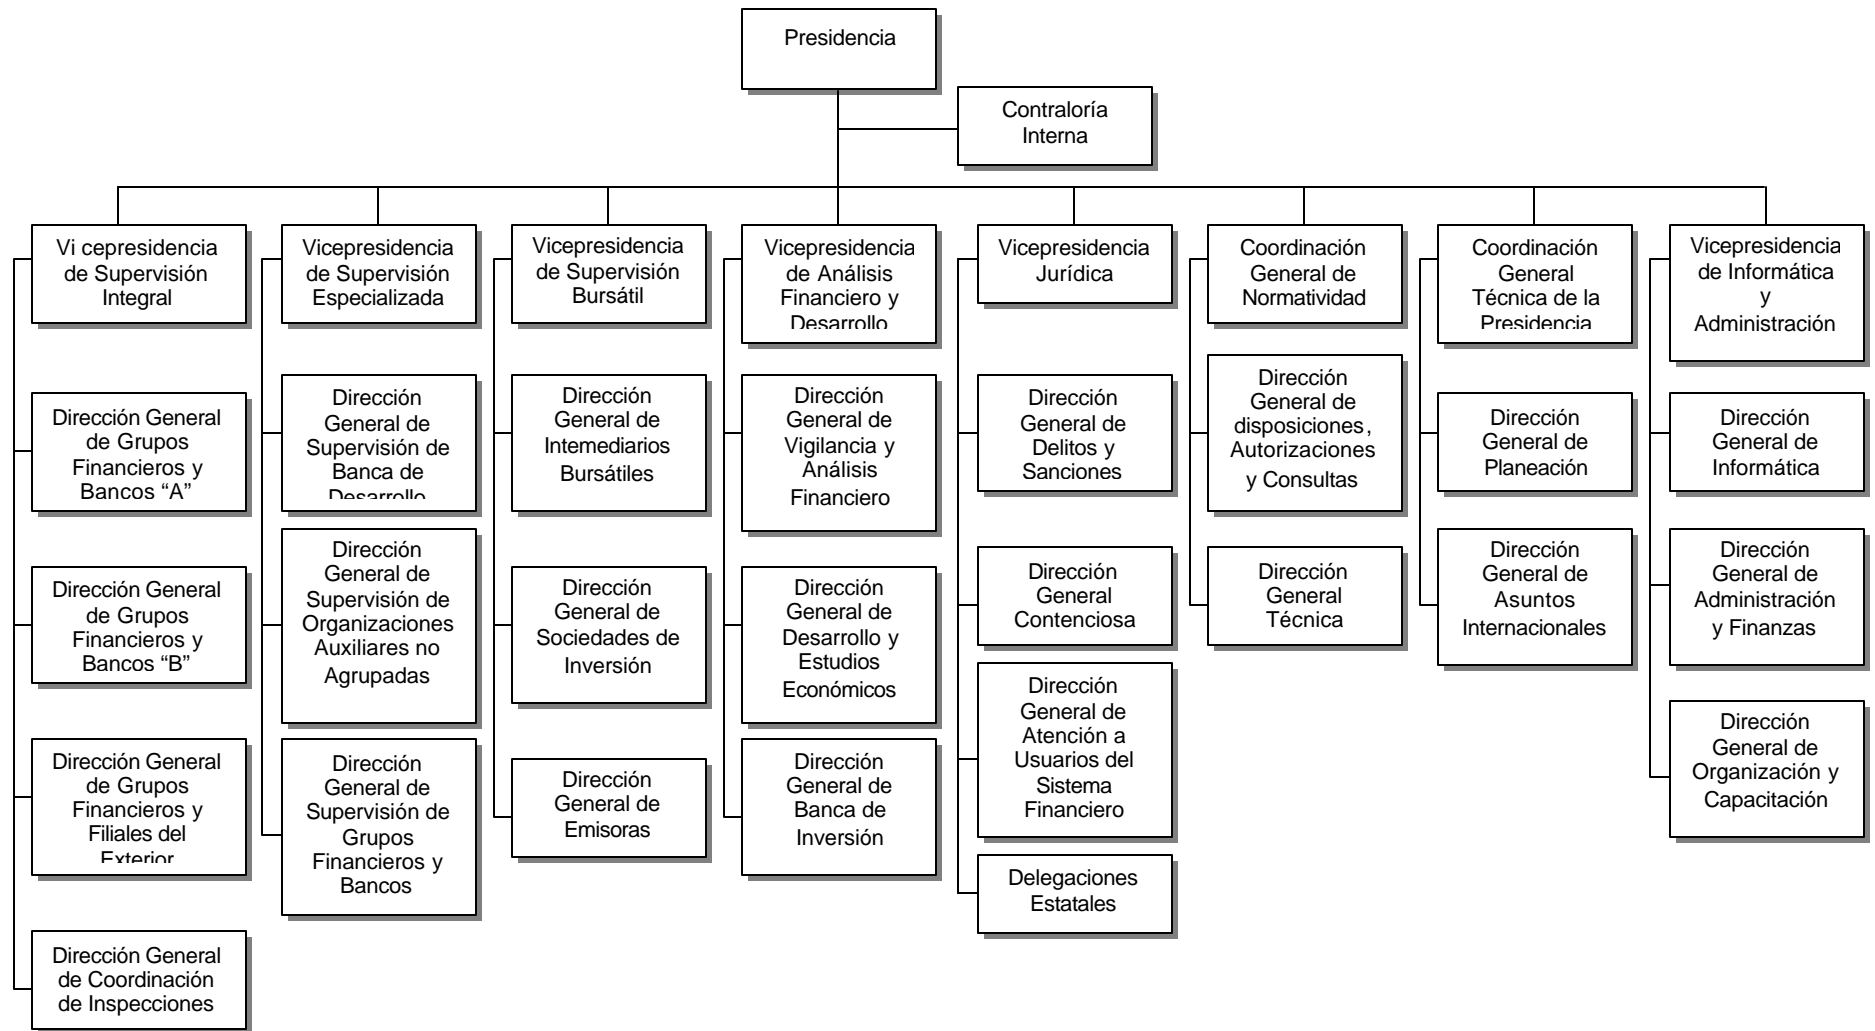 Presidencia
Contraloría
Interna
Vi cepresidencia
de Supervisión
Integral
Vicepresidencia
de Supervisión
Especializada
Vicepresidencia
de Supervisión
Bursátil
Vicepresidencia
de Análisis
Financiero y
Desarrollo
Vicepresidencia
Jurídica
Coordinación
General de
Normatividad
Coordinación
General
Técnica de la
Presidencia
Vicepresidencia
de Informática
y
Administración
Dirección General
de Grupos
Financieros y
Bancos “A”
Dirección General
de Grupos
Financieros y
Bancos “B”
Dirección General
de Grupos
Financieros y
Filiales del
Exterior
Dirección General
de Coordinación
de Inspecciones
Dirección
General de
Supervisión de
Banca de
Desarrollo
Dirección
General de
Supervisión de
Organizaciones
Auxiliares no
Agrupadas
Dirección
General de
Supervisión de
Grupos
Financieros y
Bancos
Dirección
General de
Intemediarios
Bursátiles
Dirección
General de
Sociedades de
Inversión
Dirección
General de
Emisoras
Dirección
General de
Vigilancia y
Análisis
Financiero
Dirección
General de
Desarrollo y
Estudios
Económicos
Dirección
General de
Banca de
Inversión
Dirección
General de
Delitos y
Sanciones
Dirección
General
Contenciosa
Dirección
General de
Atención a
Usuarios del
Sistema
Financiero
Delegaciones
Estatales
Dirección
General de
disposiciones,
Autorizaciones
y Consultas
Dirección
General
Técnica
Dirección
General de
Planeación
Dirección
General de
Asuntos
Internacionales
Dirección
General de
Informática
Dirección
General de
Administración
y Finanzas
Dirección
General de
Organización y
Capacitación